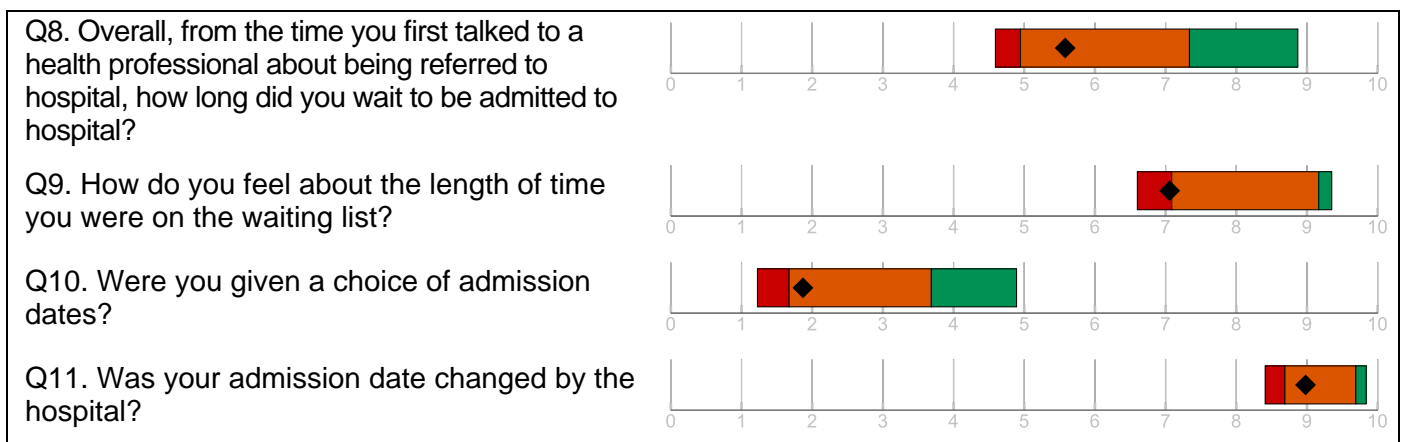 Q8. Overall, from the time you first talked to a
health professional about being referred to
hospital, how long did you wait to be admitted to
hospital?
0 1 2 3 4 5 6 7 8 9 10
Q9. How do you feel about the length of time
you were on the waiting list?
0 1 2 3 4 5 6 7 8 9 10
Q10. Were you given a choice of admission
dates?
0 1 2 3 4 5 6 7 8 9 10
Q11. Was your admission date changed by the
hospital?
0 1 2 3 4 5 6 7 8 9 10